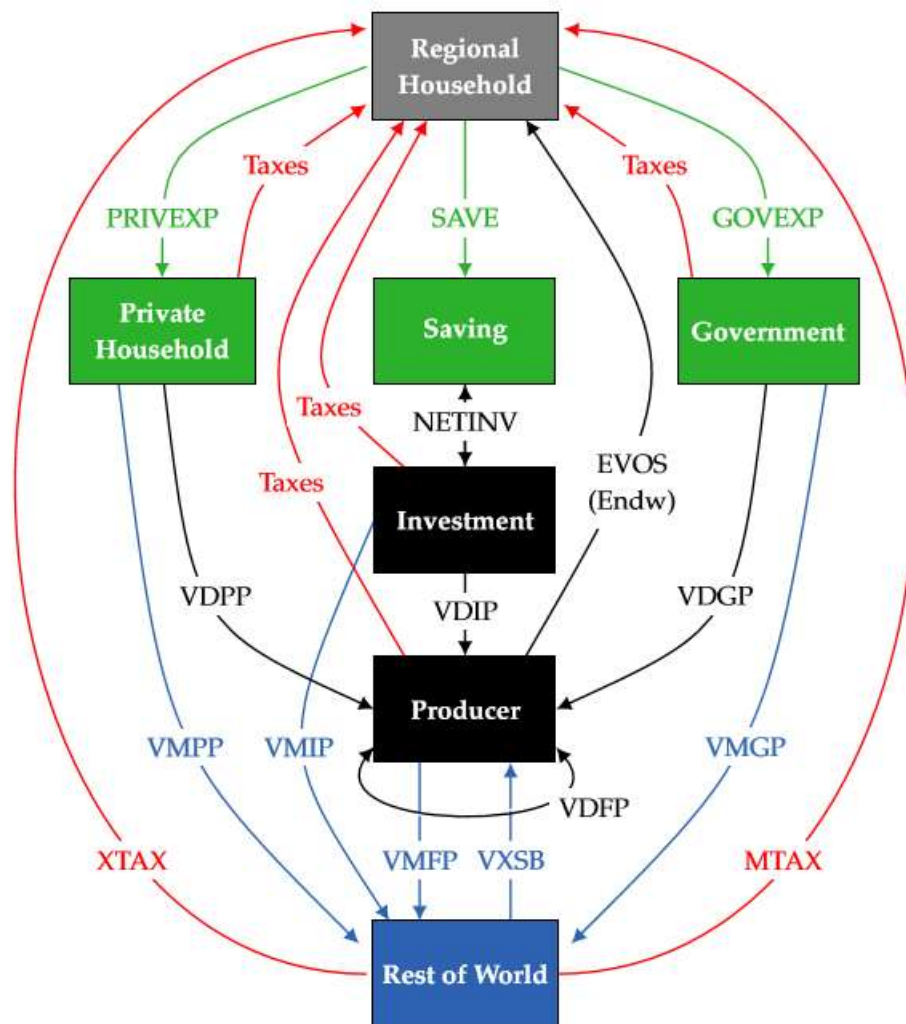 Regional
Household
Taxes
Taxes
PRIVEXP
SAVE
GOVEXP
Private
Household
Saving
Government
Taxes
NETINV
Taxes
EVOS
(Endw)
Investment
VDPP
VDIP
VDGP
Producer
VMPP
VMIP
VMGP
VDFP
XTAX
VMFP
VXSB
MTAX
Rest of World